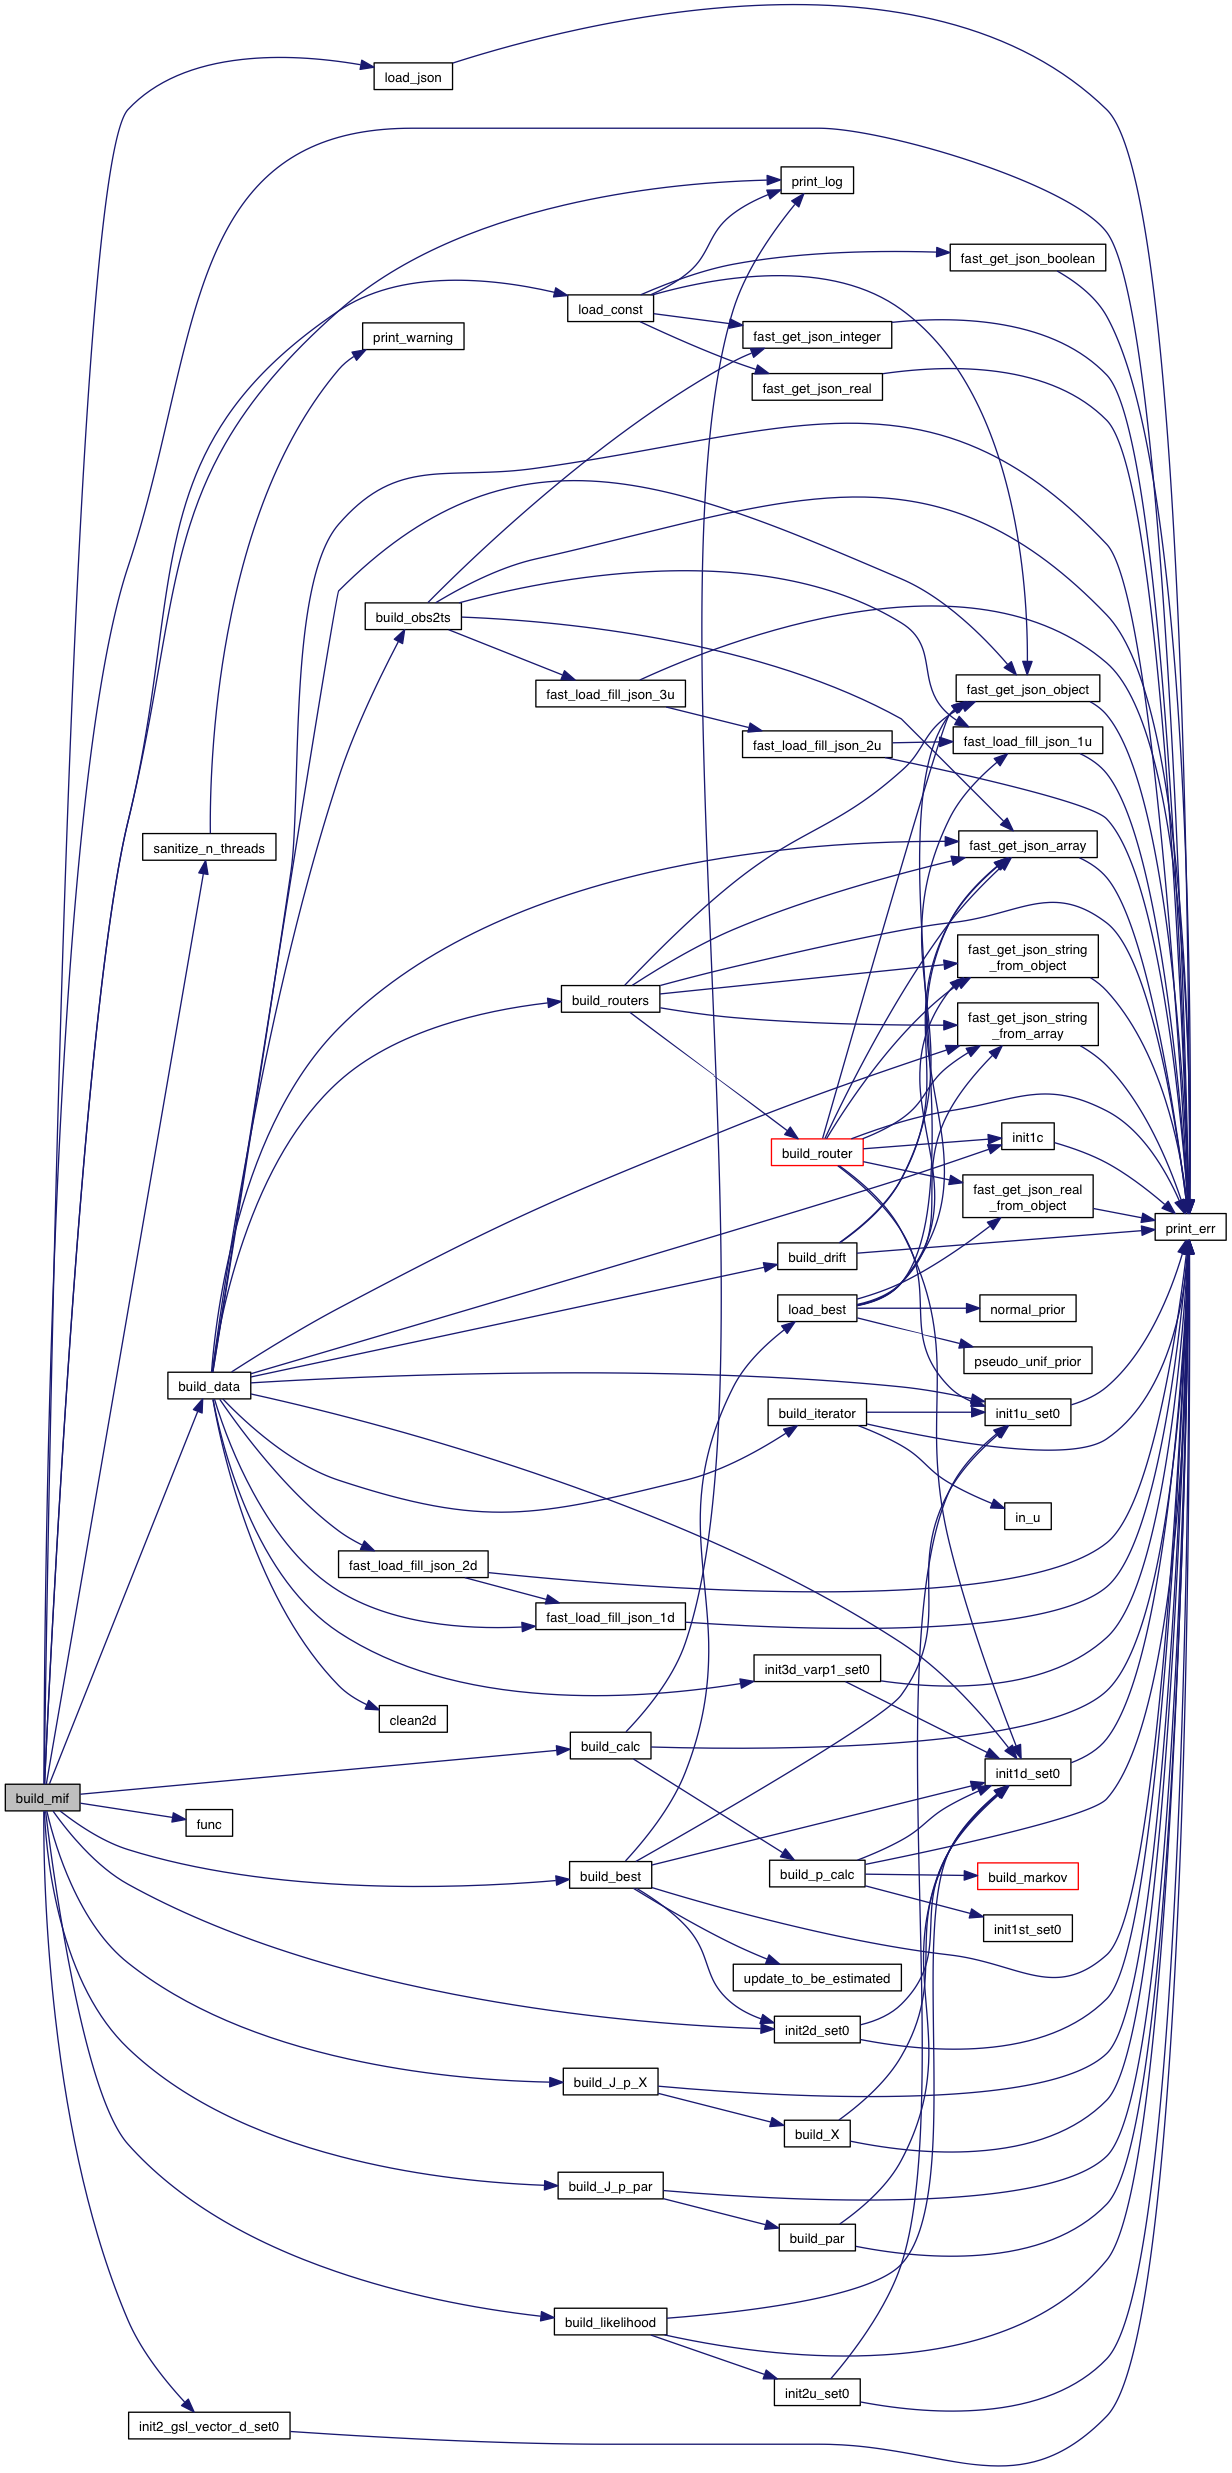 load_json
print_log
fast_get_json_boolean
load_const
print_warning
fast_get_json_integer
fast_get_json_real
build_obs2ts
fast_load_fill_json_3u
fast_get_json_object
fast_load_fill_json_2u
fast_load_fill_json_1u
sanitize_n_threads
fast_get_json_array
fast_get_json_string
_from_object
build_routers
fast_get_json_string
_from_array
init1c
build_router
fast_get_json_real
_from_object
print_err
build_drift
load_best
normal_prior
pseudo_unif_prior
build_data
build_iterator
init1u_set0
in_u
fast_load_fill_json_2d
fast_load_fill_json_1d
init3d_varp1_set0
clean2d
build_calc
init1d_set0
build_mif
func
build_best
build_p_calc
build_markov
init1st_set0
update_to_be_estimated
init2d_set0
build_J_p_X
build_X
build_J_p_par
build_par
build_likelihood
init2u_set0
init2_gsl_vector_d_set0